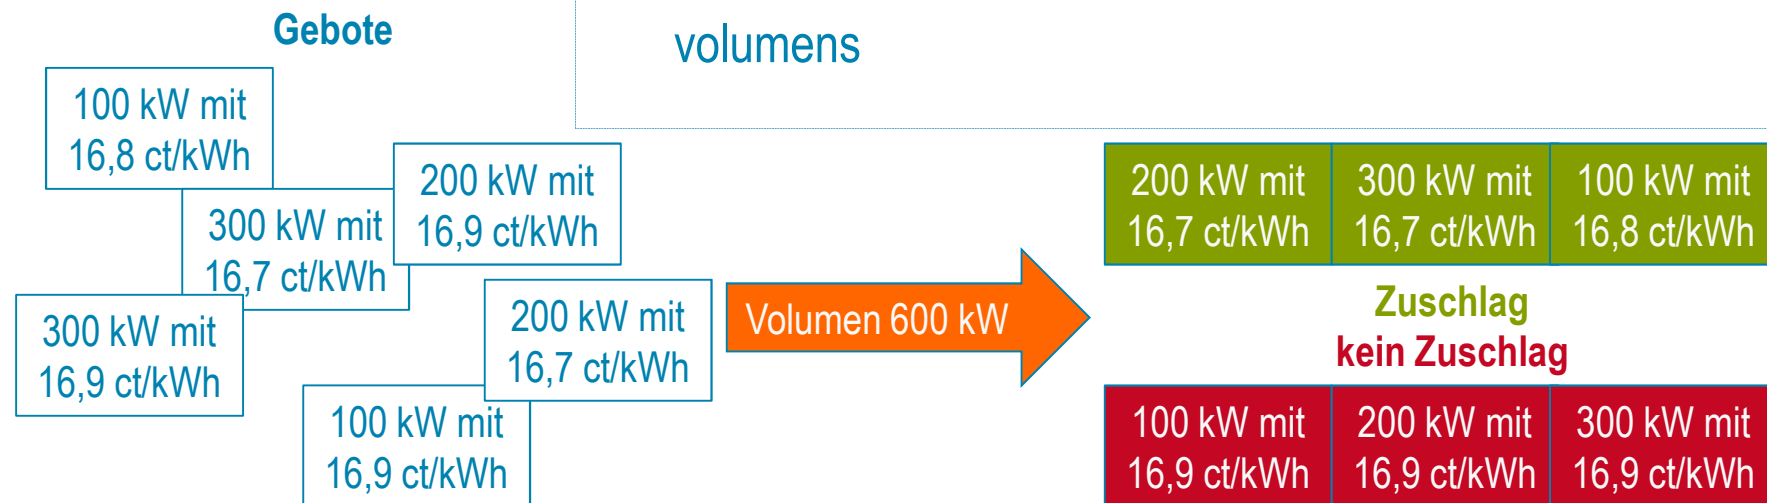 Gebote
volumens
100 kW mit
16,8 ct/kWh
300 kW mit
16,7 ct/kWh
200 kW mit
16,9 ct/kWh
300 kW mit
16,9 ct/kWh
200 kW mit
16,7 ct/kWh
100 kW mit
16,9 ct/kWh
Volumen 600 kW
200 kW mit
16,7 ct/kWh
300 kW mit
16,7 ct/kWh
100 kW mit
16,8 ct/kWh
Zuschlag
kein Zuschlag
100 kW mit
16,9 ct/kWh
200 kW mit
16,9 ct/kWh
300 kW mit
16,9 ct/kWh